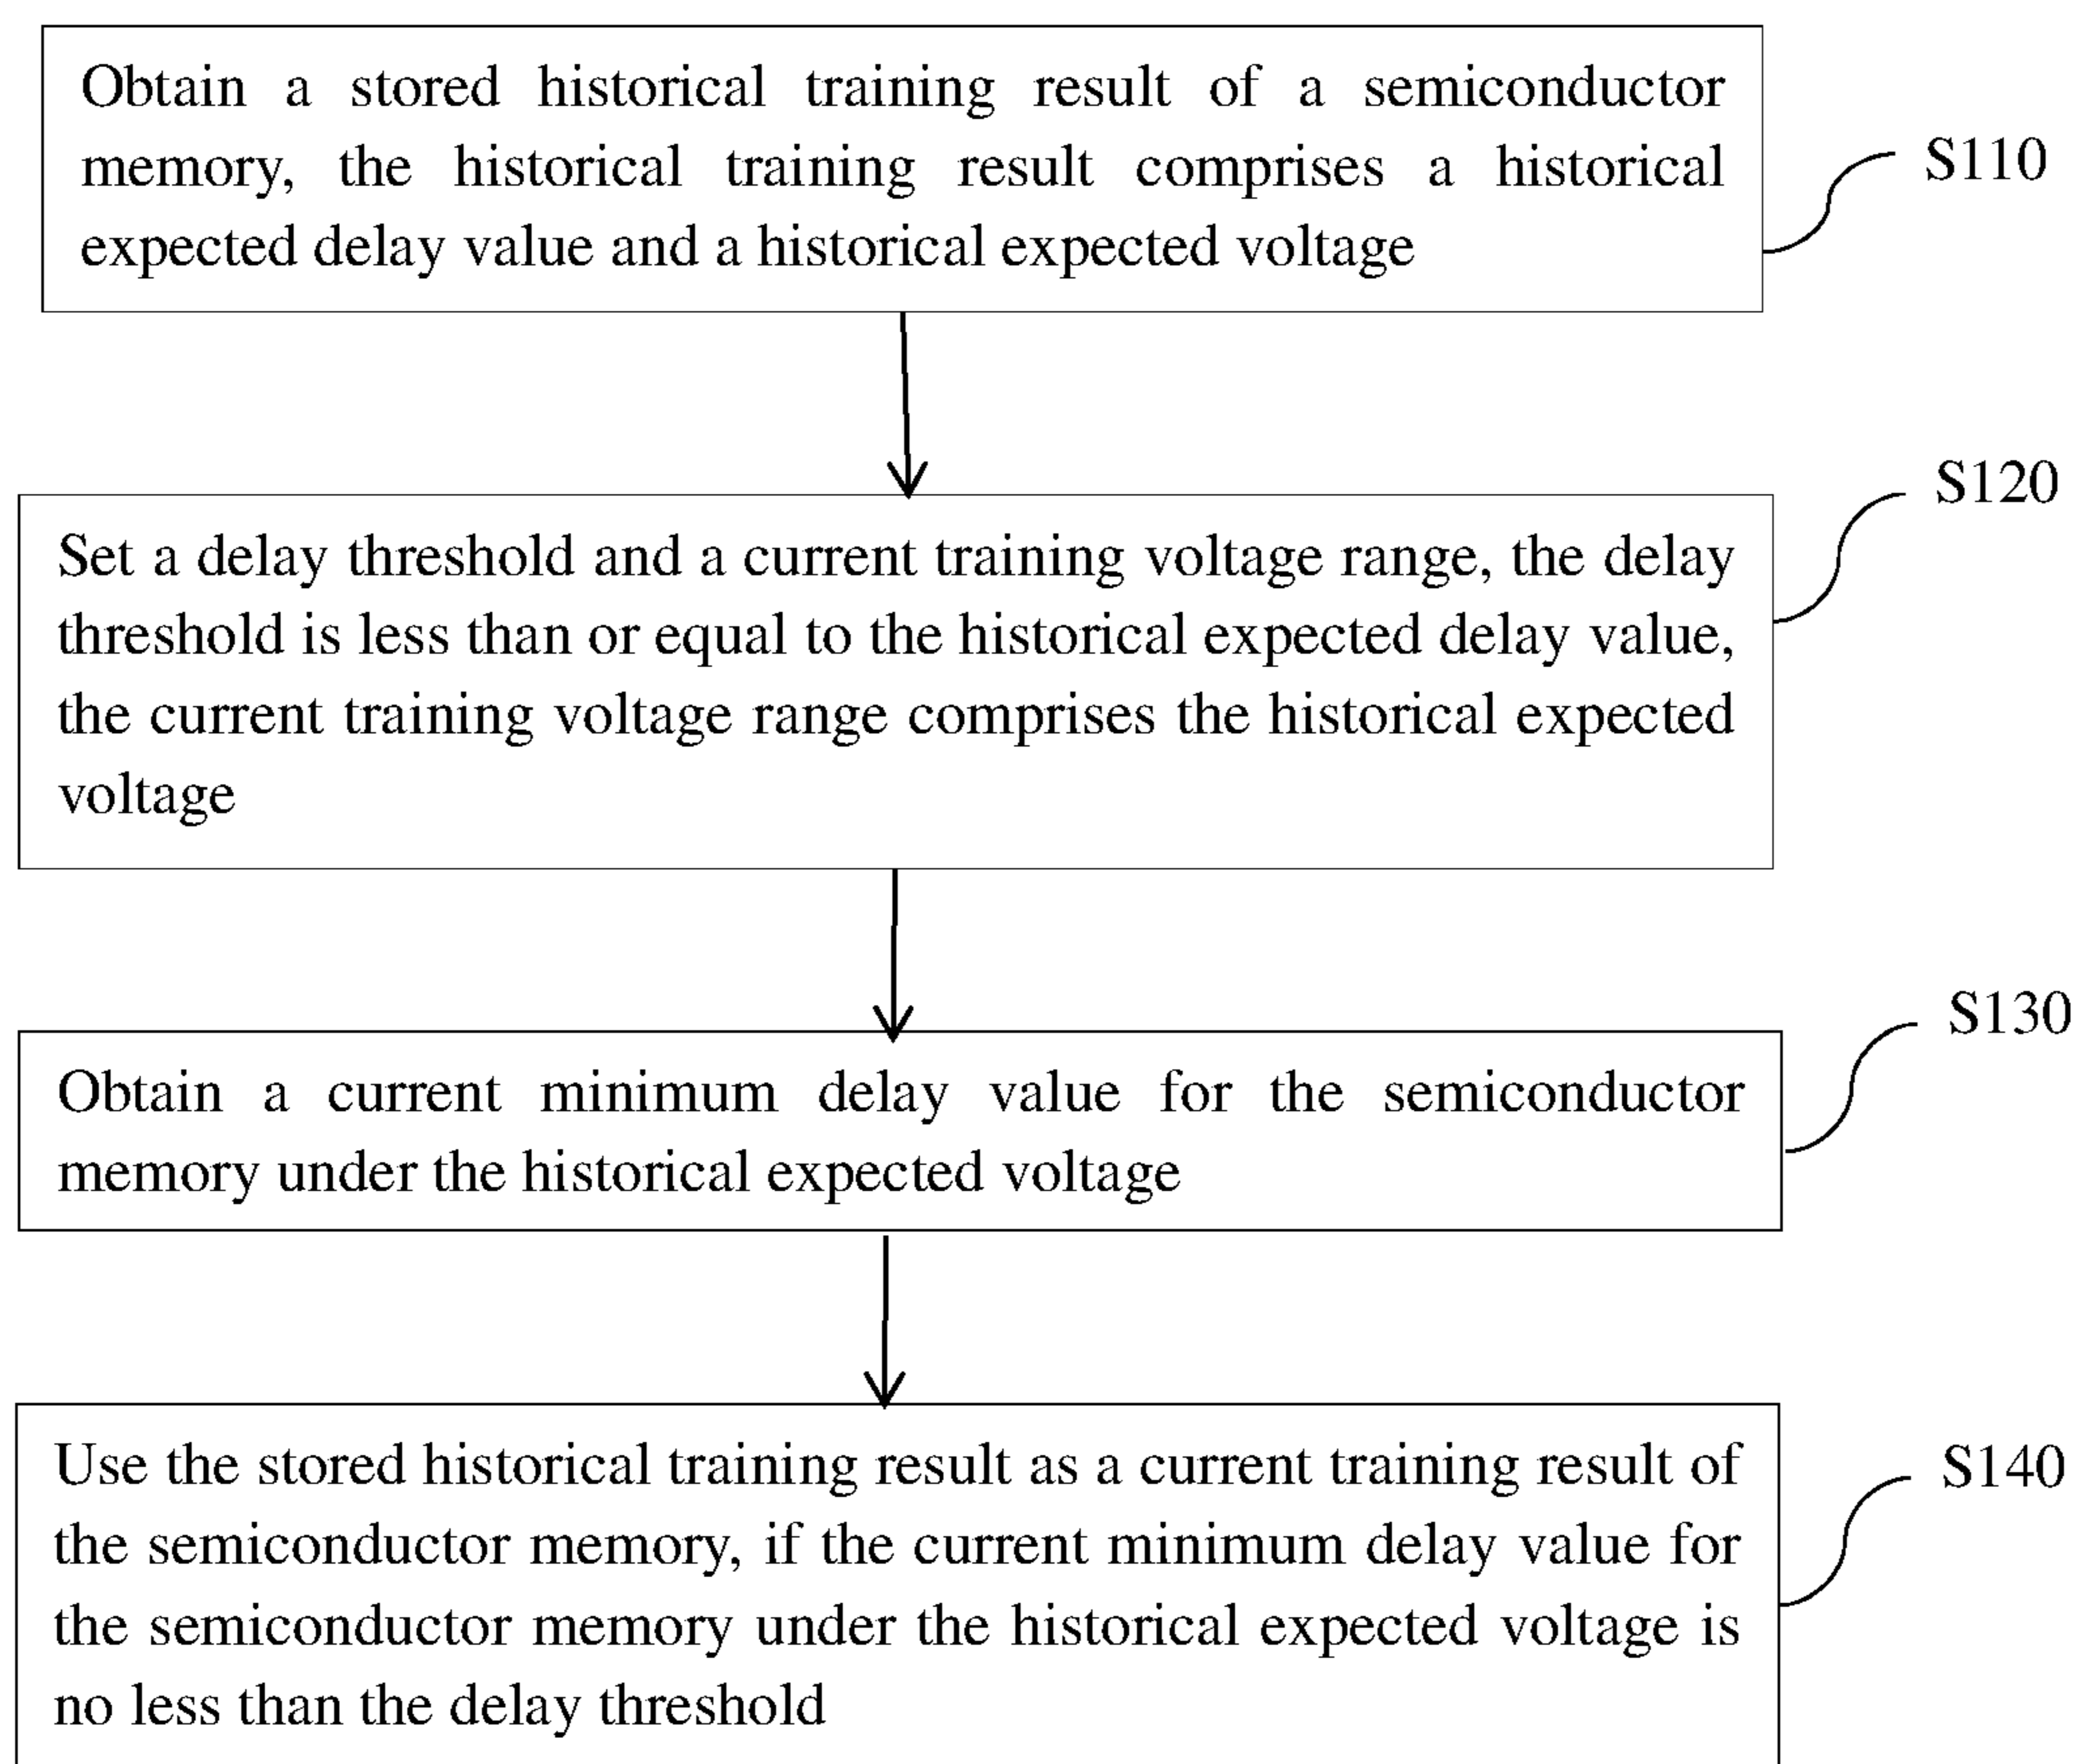 Obtain a stored historical training result of a semiconductor
memory, the historical training result comprises a historical
expected delay value and a historical expected voltage
S110
S120
Set a delay threshold and a current training voltage range, the delay
threshold is less than or equal to the historical expected delay value,
the current training voltage range comprises the historical expected
voltage
S130
Obtain a current minimum delay value for the semiconductor
memory under the historical expected voltage
S140
Use the stored historical training result as a current training result of
the semiconductor memory, if the current minimum delay value for
the semiconductor memory under the historical expected voltage is
no less than the delay threshold